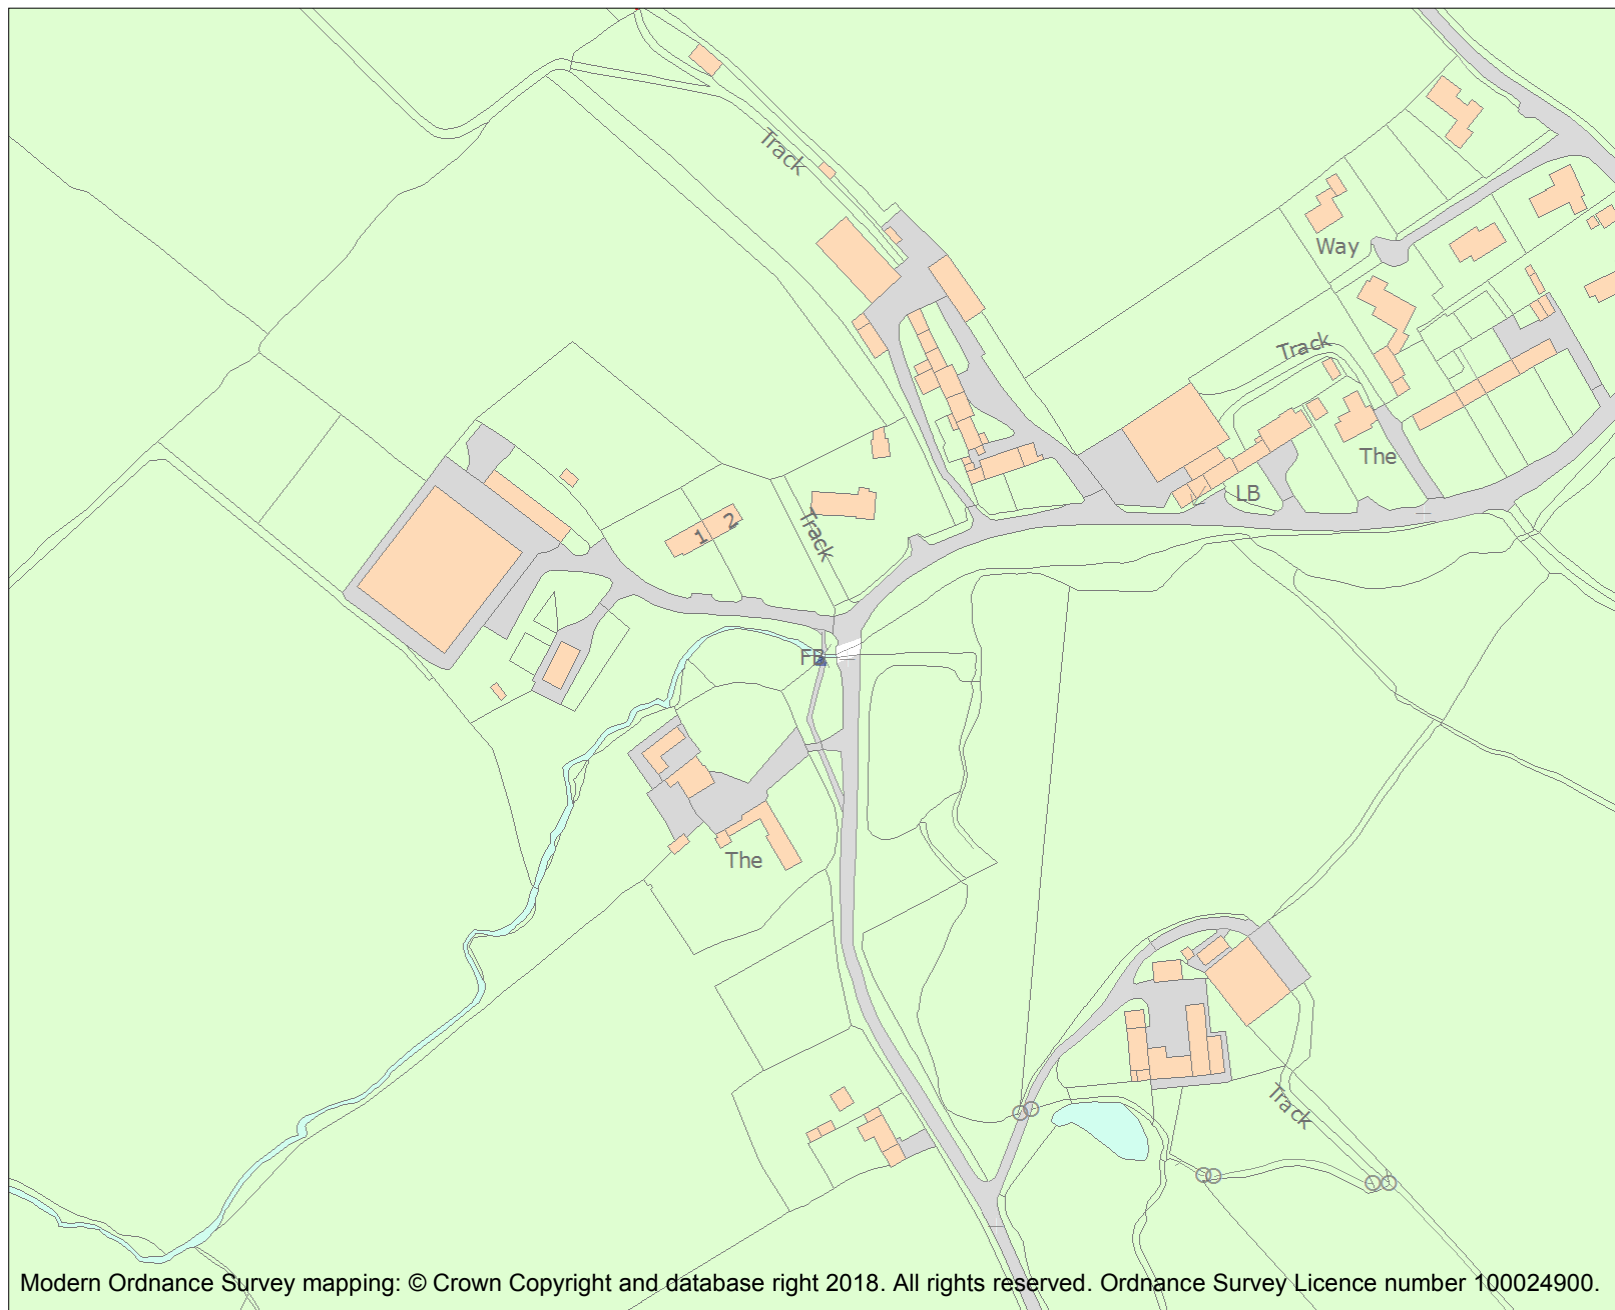 Track
Way
Track
The
LB
2
1
Track
FB
The
Track
Modern Ordnance Survey mapping: © Crown Copyright and database right 2018. All rights reserved. Ordnance Survey Licence number 100024900.